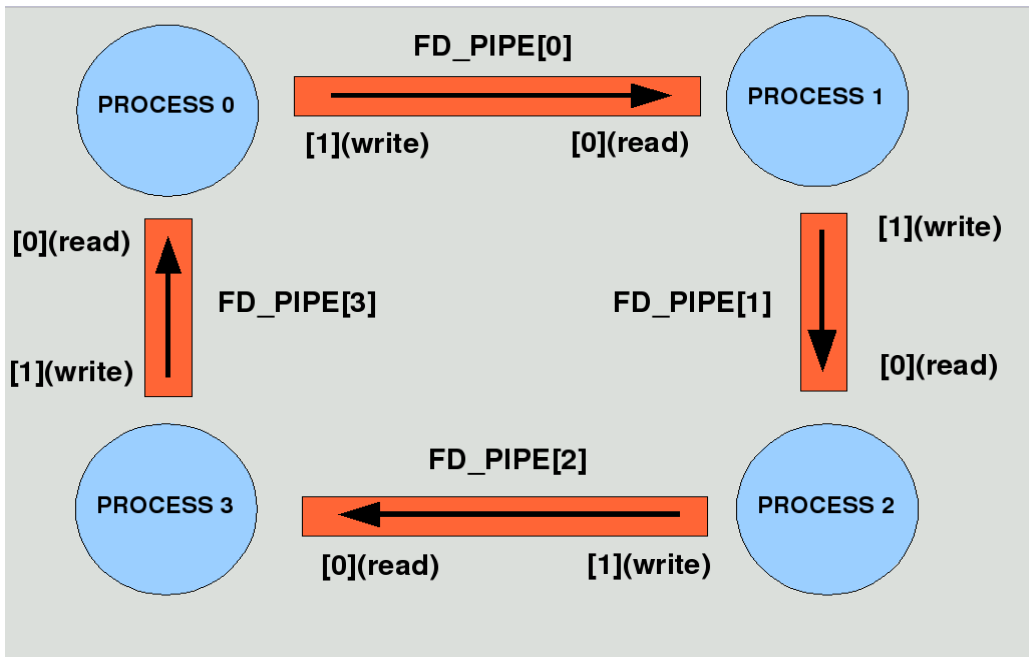 FD_PIPE[0]
PROCESS 0
PROCESS 1
[1](write)
[0](read)
[0](read)
[1](write)
FD_PIPE[3]
FD_PIPE[1]
[1](write)
[0](read)
FD_PIPE[2]
PROCESS 3
PROCESS 2
[0](read)
[1](write)